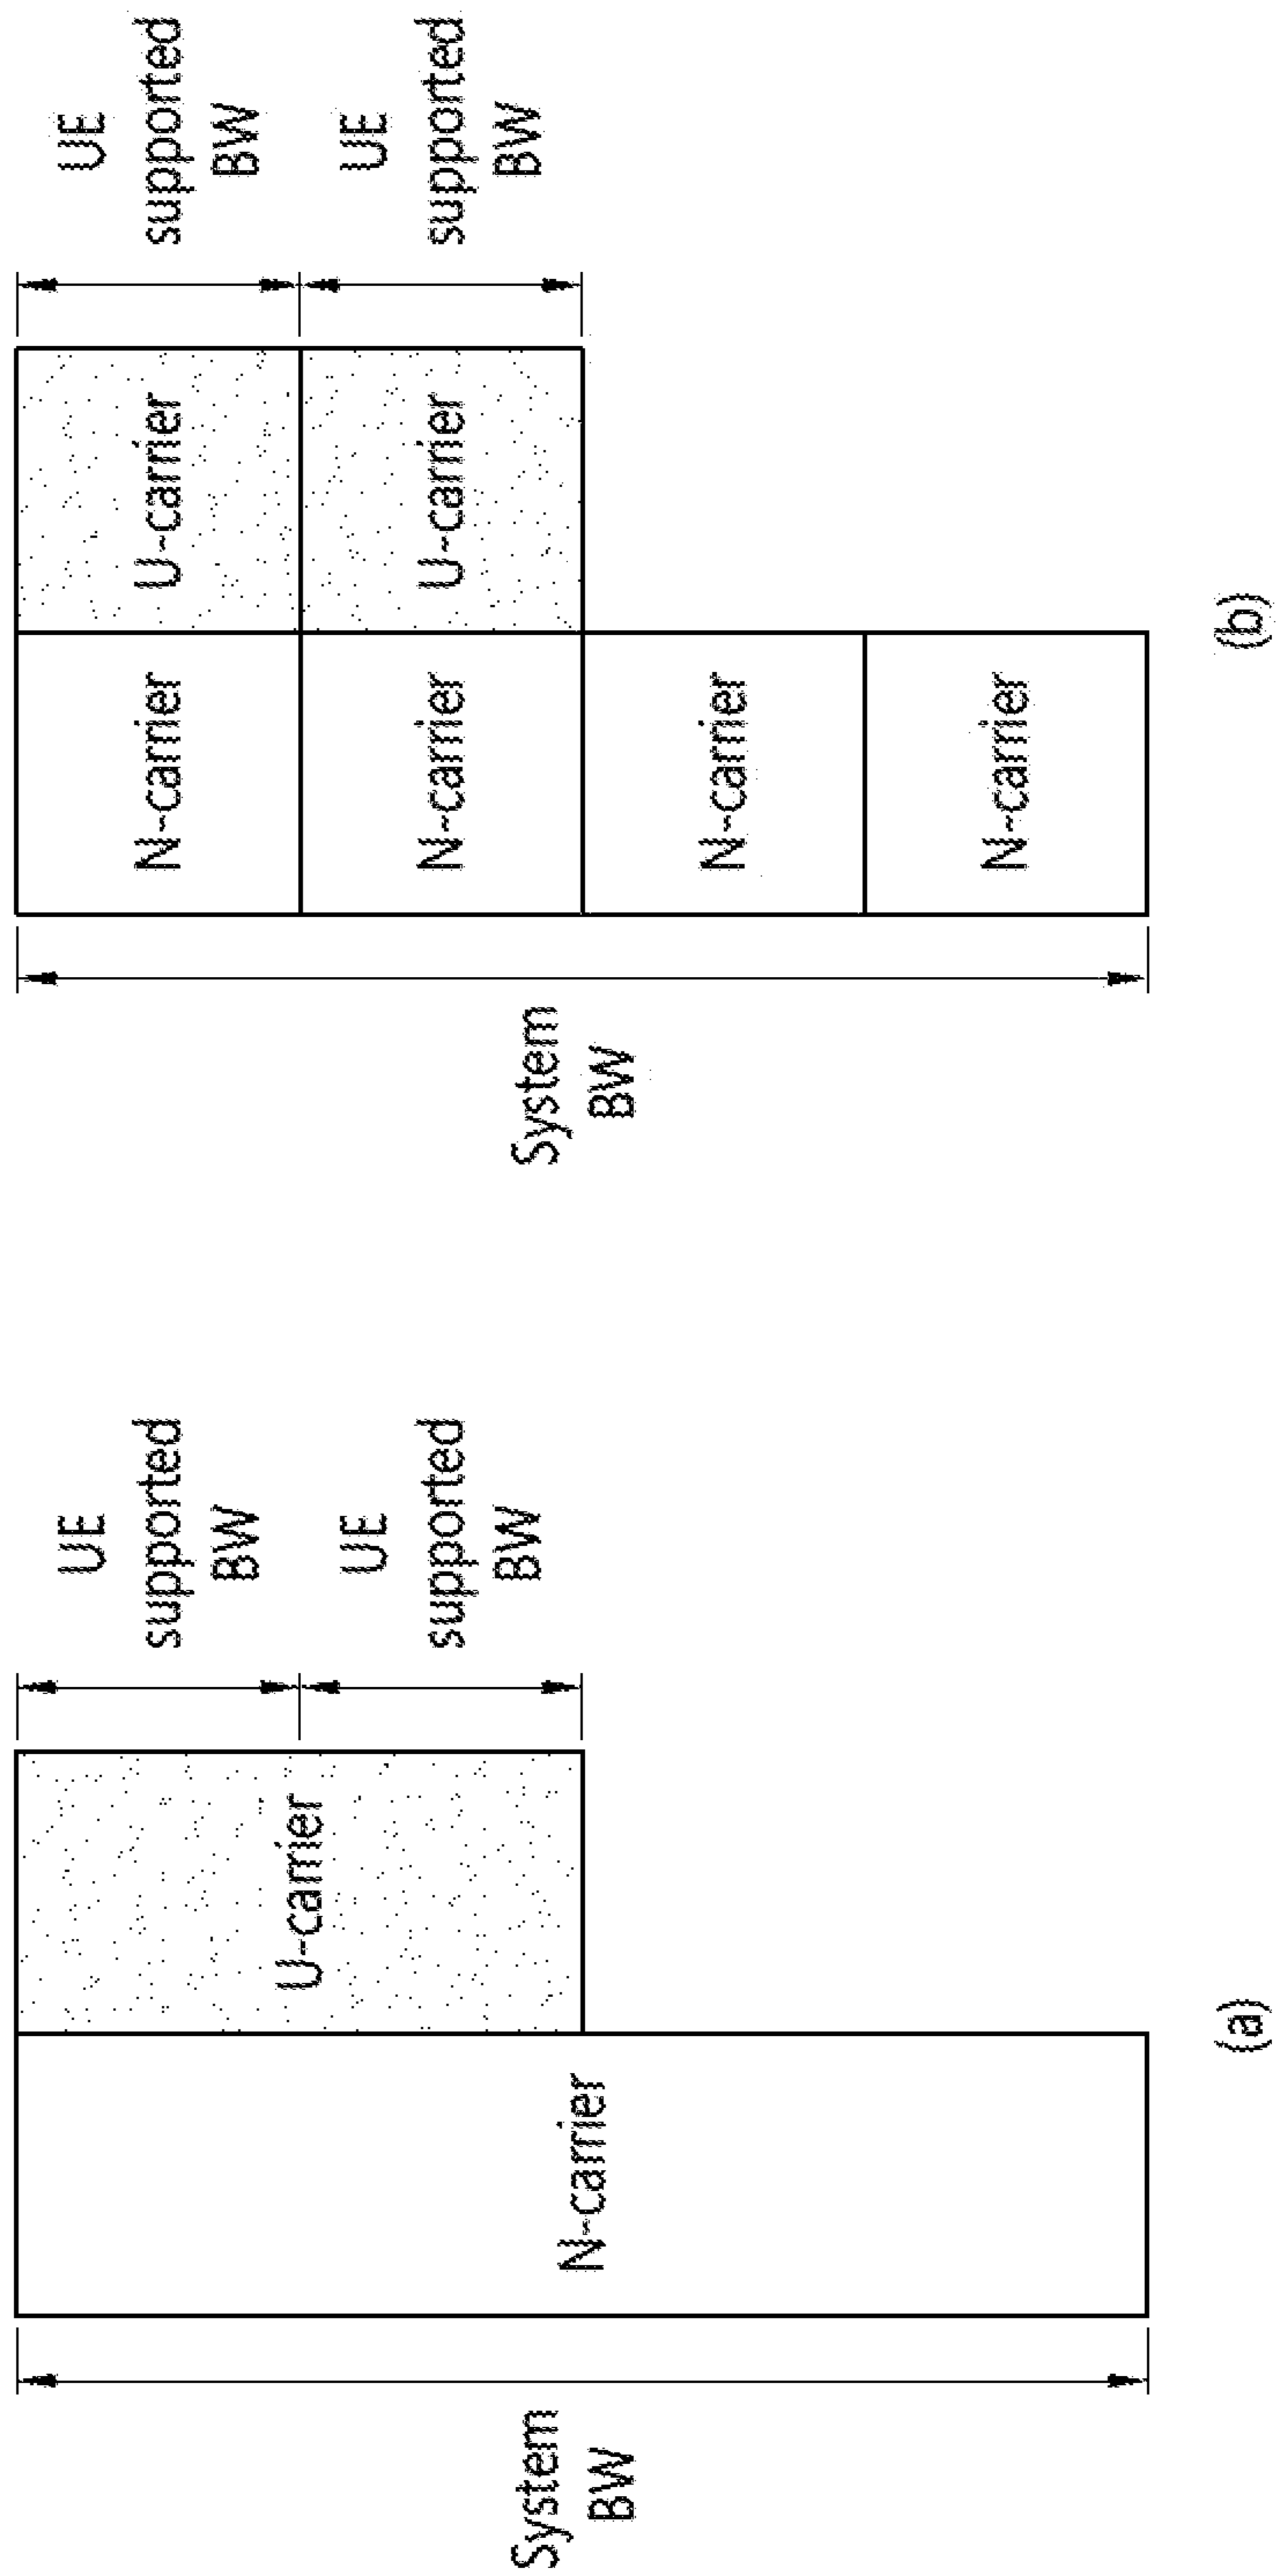 System
BW
N-carrier
U-carrier
UE
supported
BW
UE
supported
BW
(a)
System
BW
N-carrier
N-carrier
N-carrier
N-carrier
U-carrier
U-carrier
UE
supported
BW
UE
supported
BW
(b)